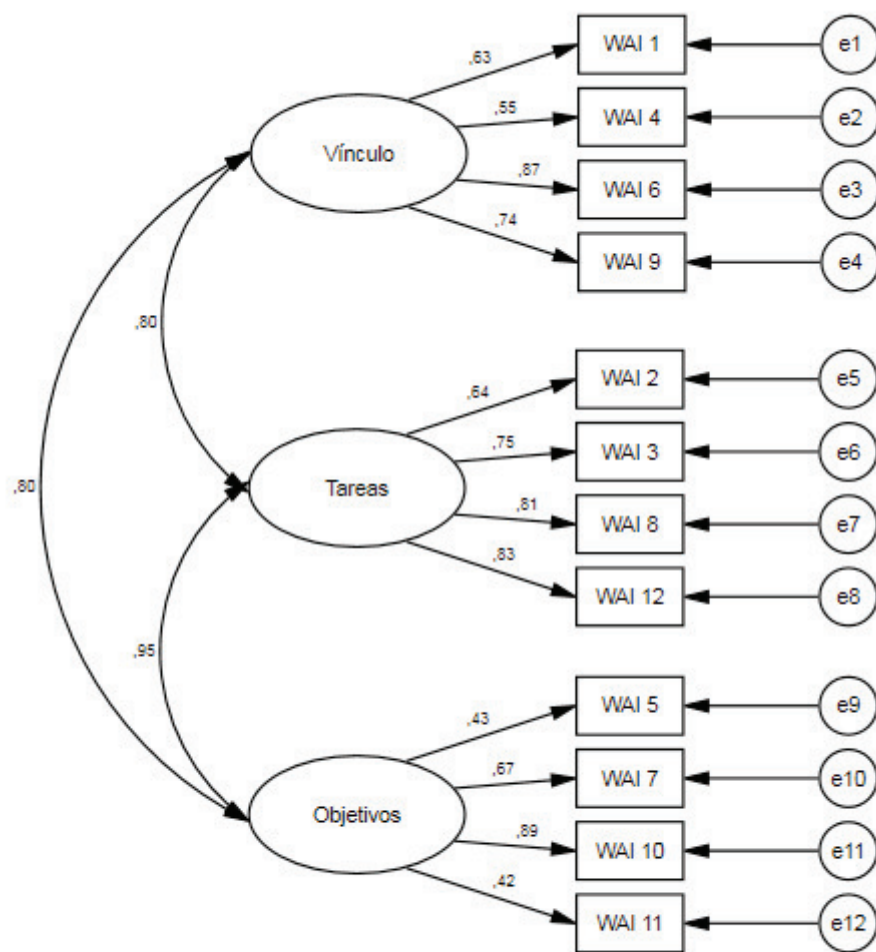 ,63
WAI 1
e1
,55
WAI 4
e2
Vínculo
,87
WAI 6
e3
,74
WAI 9
e4
,80
,64
WAI 2
e5
,75
WAI 3
e6
,80
Tareas
,81
WAI 8
e7
,83
WAI 12
e8
,95
,43
WAI 5
e9
,67
WAI 7
e10
Objetivos
,89
WAI 10
e11
,42
WAI 11
e12